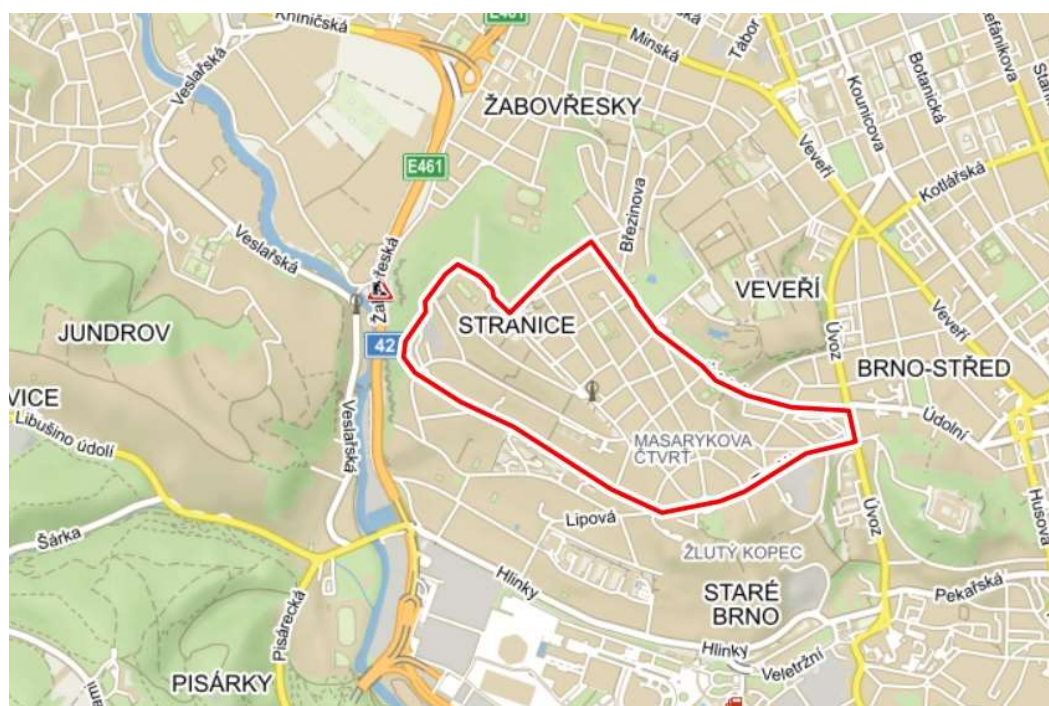 Kníničská
E461
Minská
Tábor
Štefánikova
Veslařská
ŽABOVŘESKY
Kounicova
Botanická
Veveří
E461
Březinova
Kotlářská
Veslařská
VEVEŘÍ
JUNDROV
STRANICE
42
Úvoz
Veveří
BRNO-STŘED
VICE
Libušino údolí
Veslařská
MASARYKOVA
ČTVRŤ
Údolní
Lipová
Úvoz
Husova
Šárka
ŽLUTÝ KOPEC
Hlinky
STARÉ
BRNO
Pekařská
Pisárecká
Hlinky
Veletržní
PISÁRKY